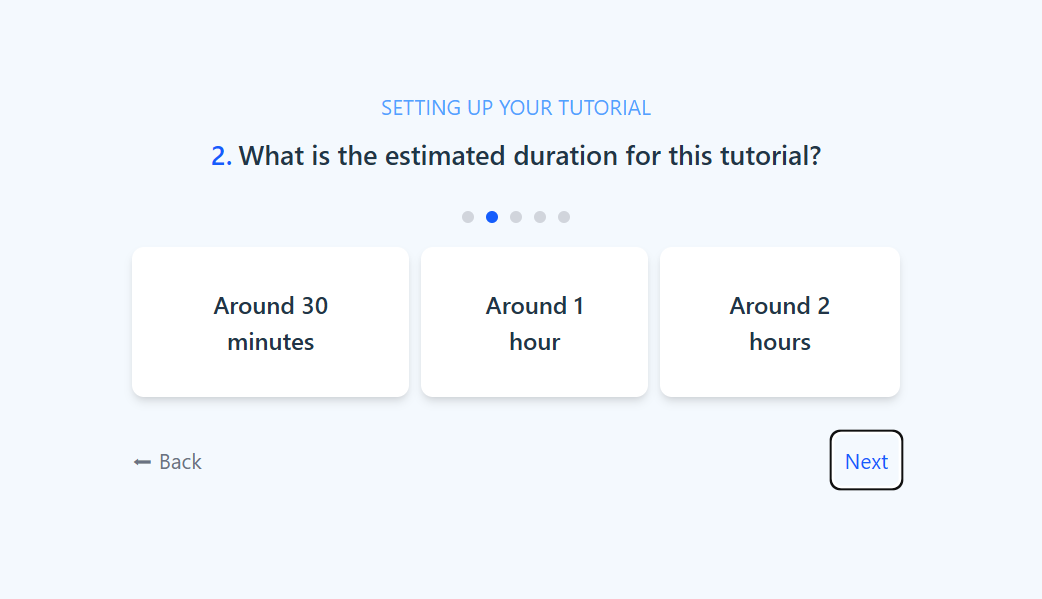 SETTING UP YOUR TUTORIAL
2. What is the estimated duration for this tutorial?
Around 30
minutes
Around 1
hour
Around 2
hours
Back
Next